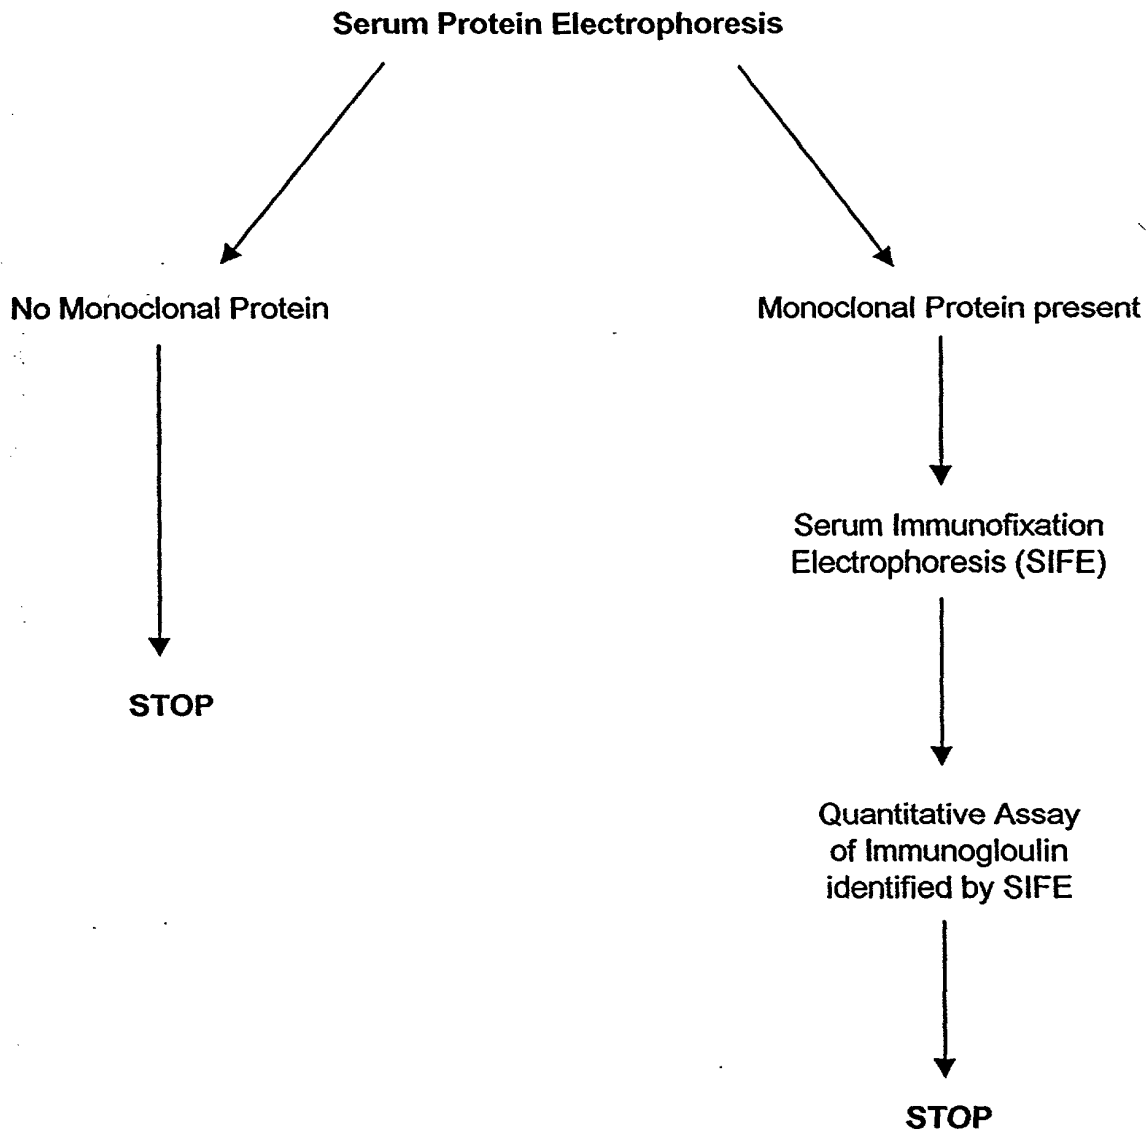 Serum Protein Electrophoresis
No Monoclonal Protein
STOP
Monoclonal Protein present
Serum Immunofixation
Electrophoresis (SIFE)
Quantitative Assay
of Immunogloulin
identified by SIFE
STOP